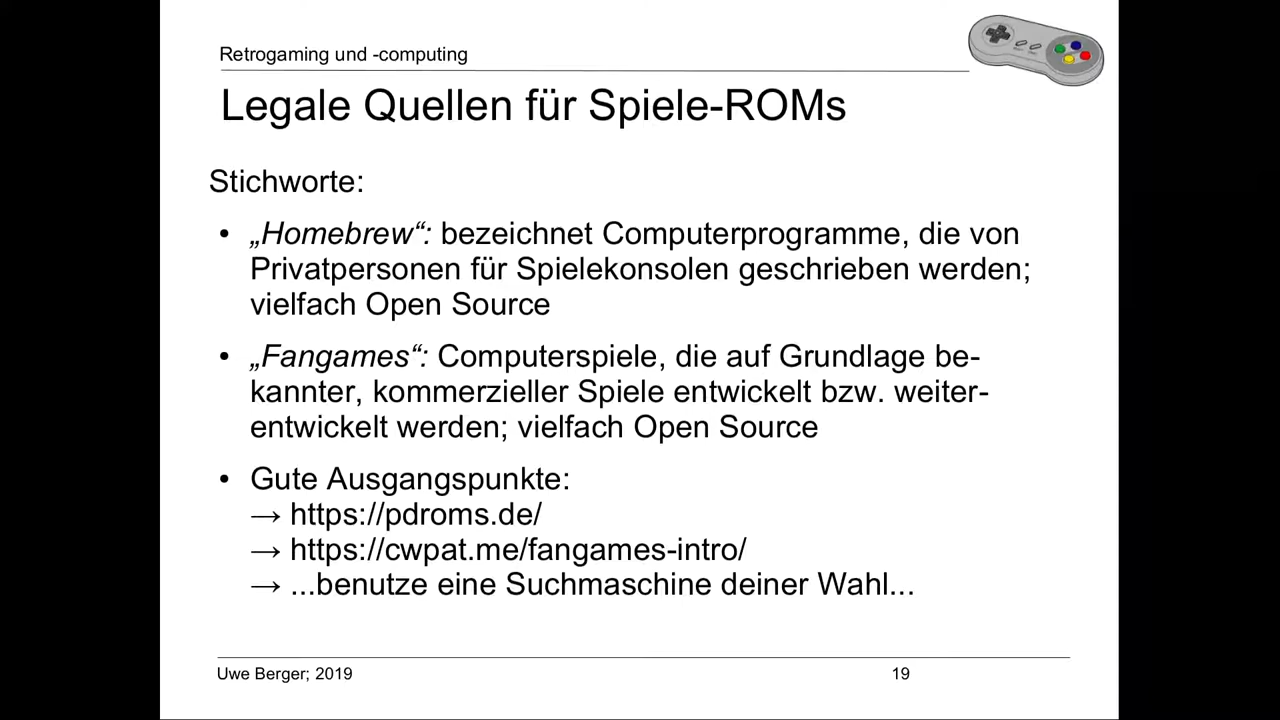 Retrogaming und -computing
Legale Quellen für Spiele-ROMs
Stichworte:
• „Homebrew“: bezeichnet Computerprogramme, die von
Privatpersonen für Spielekonsolen geschrieben werden;
vielfach Open Source
• „Fangames“: Computerspiele, die auf Grundlage be-
kannter, kommerzieller Spiele entwickelt bzw. weiter-
entwickelt werden; vielfach Open Source
• Gute Ausgangspunkte:
→ https://pdroms.de/
→ https://cwpat.me/fangames-intro/
→ ...benutze eine Suchmaschine deiner Wahl...
Uwe Berger; 2019
19